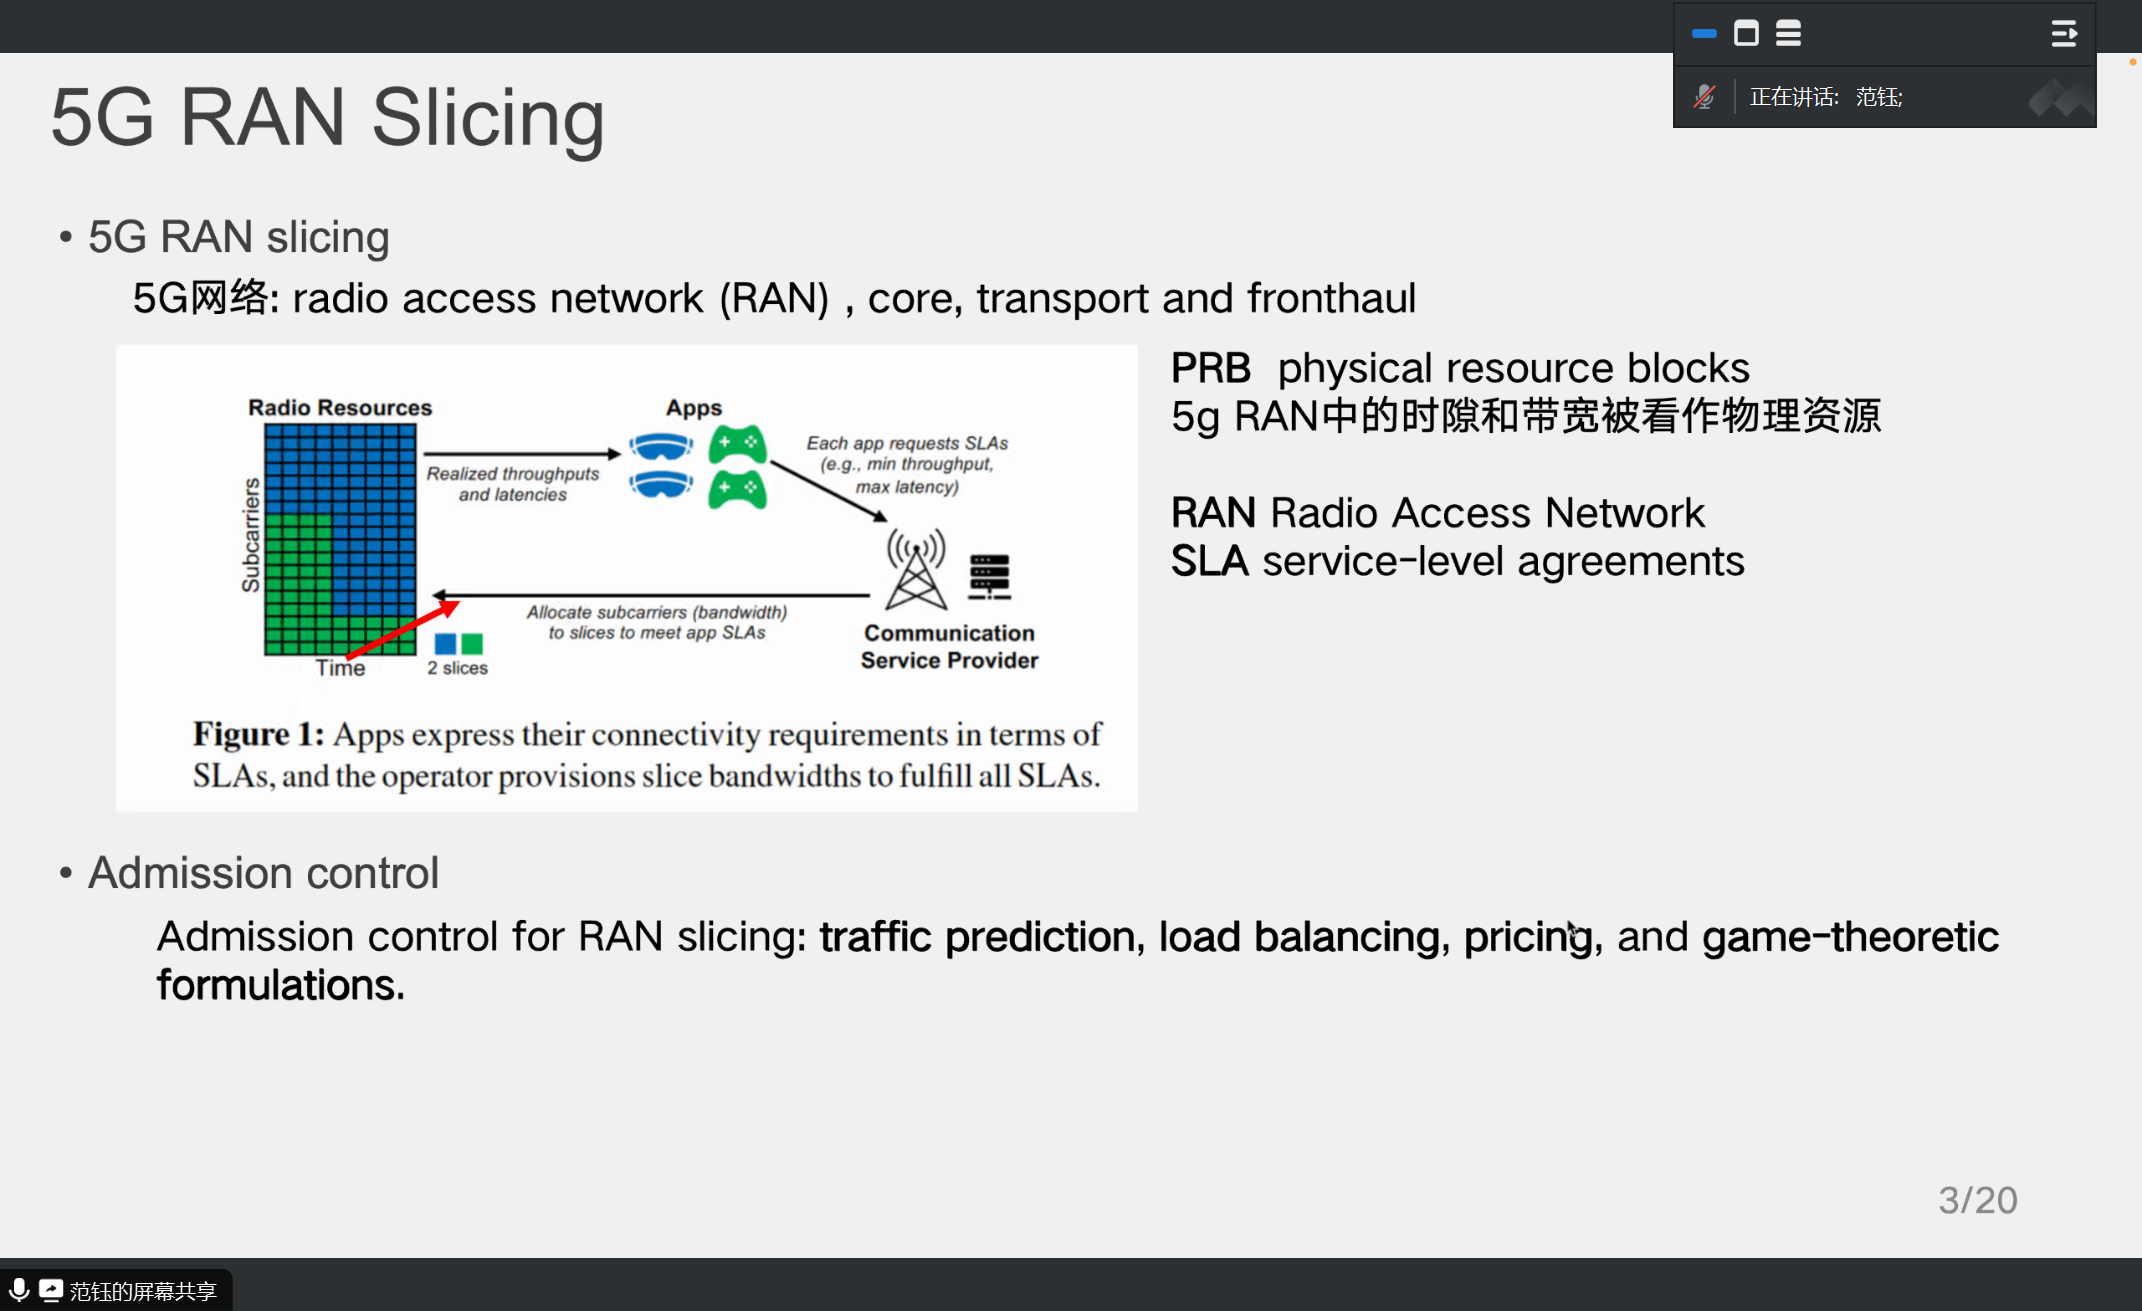 正在讲话: 范钰;
5G RAN Slicing
• 5G RAN slicing
5G网络: radio access network (RAN) , core, transport and fronthaul
Radio Resources
Apps
Subcarriers
Realized throughputs
and latencies
Each app requests SLAs
(e.g., min throughput,
max latency)
Allocate subcarriers (bandwidth)
to slices to meet app SLAs
Time
2 slices
Communication
Service Provider
Figure 1: Apps express their connectivity requirements in terms of
SLAs, and the operator provisions slice bandwidths to fulfill all SLAs.
PRB physical resource blocks
5g RAN中的时隙和带宽被看作物理资源
RAN Radio Access Network
SLA service-level agreements
• Admission control
Admission control for RAN slicing: traffic prediction, load balancing, pricing, and game-theoretic
formulations.
3/20
范钰的屏幕共享